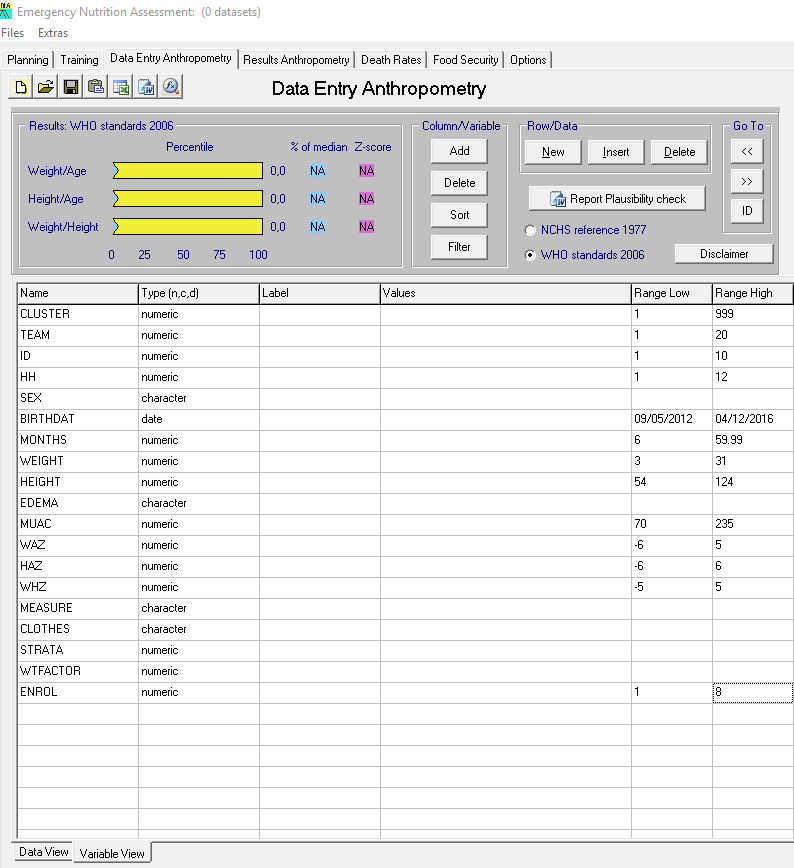 Emergency Nutrition Assessment: (0 datasets)
Files Extras
Planning Training Data Entry Anthropometry Results Anthropometry Death Rates Food Security Options
Data Entry Anthropometry
Results: WHO standards 2006 Column/Variable Row/Data Go To
Percentile % of median Z-score
Add New Insert Delete <<
Weight/Age 0,0 NA NA
Delete >>
Height/Age 0,0 NA NA Report Plausibility check
Sort ID
Weight/Height 0,0 NA NA NCHS reference 1977
Filter
0 25 50 75 100 WHO standards 2006 Disclaimer
Name Type (n,c,d) Label Values Range Low Range High
CLUSTER numeric 1 999
TEAM numeric 1 20
ID numeric 1 10
HH numeric 1 12
SEX character
BIRTHDAT date 09/05/2012 04/12/2016
MONTHS numeric 6 59.99
WEIGHT numeric 3 31
HEIGHT numeric 54 124
EDEMA character
MUAC numeric 70 235
WAZ numeric -6 5
HAZ numeric -6 6
WHZ numeric -5 5
MEASURE character
CLOTHES character
STRATA numeric
WTFACTOR numeric
ENROL numeric 1 8
Data View Variable View